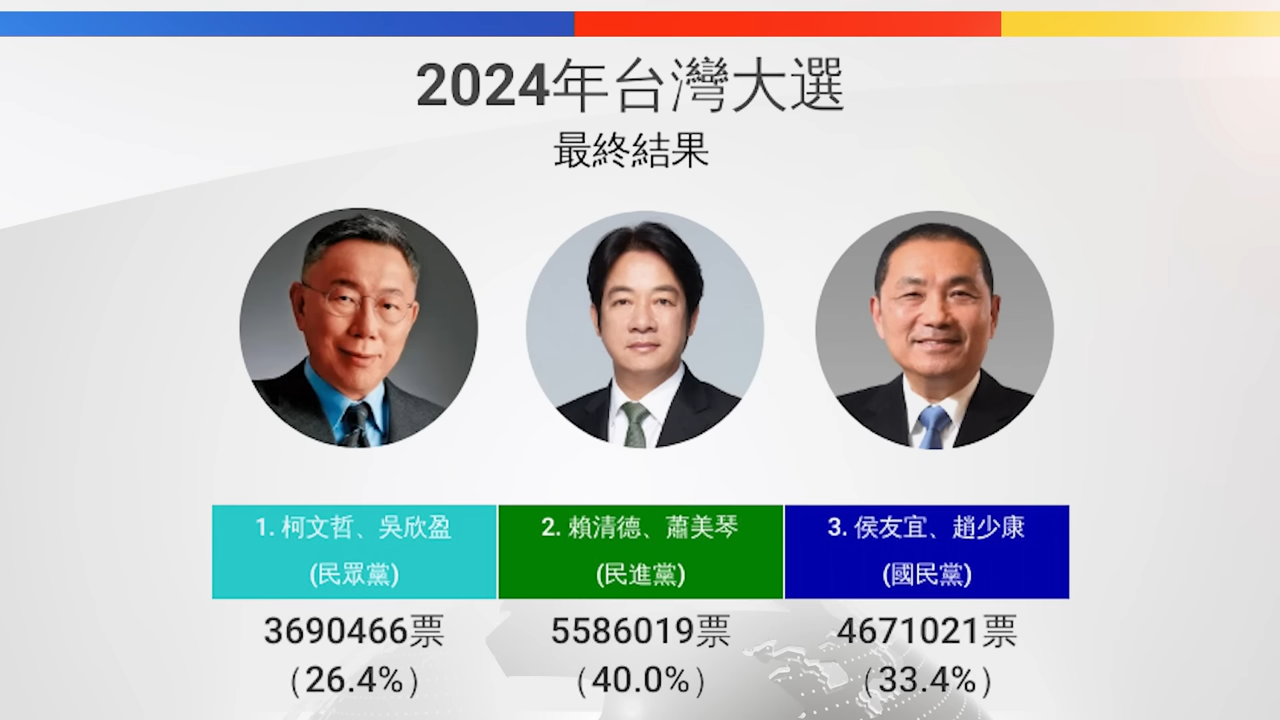 2024年台灣大選
最終結果
1. 柯文哲、吳欣盈
(民眾黨)
3690466票
（26.4%）
2. 賴清德、蕭美琴
(民進黨)
5586019票
（40.0%）
3. 侯友宜、趙少康
(國民黨)
4671021票
（33.4%）